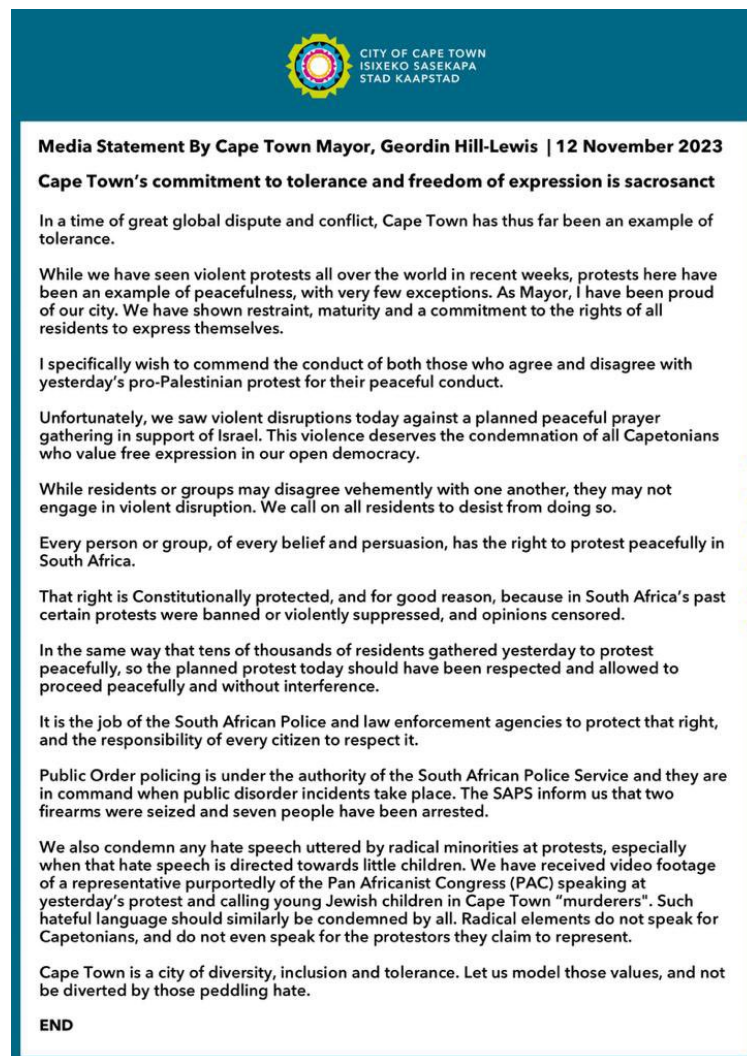 CITY OF CAPE TOWN
ISIXEKO SASEKAPA
STAD KAAPSTAD
Media Statement By Cape Town Mayor, Geordin Hill-Lewis | 12 November 2023
Cape Town's commitment to tolerance and freedom of expression is sacrosanct
In a time of great global dispute and conflict, Cape Town has thus far been an example of
tolerance.
While we have seen violent protests all over the world in recent weeks, protests here have
been an example of peacefulness, with very few exceptions. As Mayor, I have been proud
of our city. We have shown restraint, maturity and a commitment to the rights of all
residents to express themselves.
I specifically wish to commend the conduct of both those who agree and disagree with
yesterday's pro-Palestinian protest for their peaceful conduct.
Unfortunately, we saw violent disruptions today against a planned peaceful prayer
gathering in support of Israel. This violence deserves the condemnation of all Capetonians
who value free expression in our open democracy.
While residents or groups may disagree vehemently with one another, they may not
engage in violent disruption. We call on all residents to desist from doing so.
Every person or group, of every belief and persuasion, has the right to protest peacefully in
South Africa.
That right is Constitutionally protected, and for good reason, because in South Africa's past
certain protests were banned or violently suppressed, and opinions censored.
In the same way that tens of thousands of residents gathered yesterday to protest
peacefully, so the planned protest today should have been respected and allowed to
proceed peacefully and without interference.
It is the job of the South African Police and law enforcement agencies to protect that right,
and the responsibility of every citizen to respect it.
Public Order policing is under the authority of the South African Police Service and they are
in command when public disorder incidents take place. The SAPS inform us that two
firearms were seized and seven people have been arrested.
We also condemn any hate speech uttered by radical minorities at protests, especially
when that hate speech is directed towards little children. We have received video footage
of a representative purportedly of the Pan Africanist Congress (PAC) speaking at
yesterday's protest and calling young Jewish children in Cape Town "murderers". Such
hateful language should similarly be condemned by all. Radical elements do not speak for
Capetonians, and do not even speak for the protestors they claim to represent.
Cape Town is a city of diversity, inclusion and tolerance. Let us model those values, and not
be diverted by those peddling hate.
END